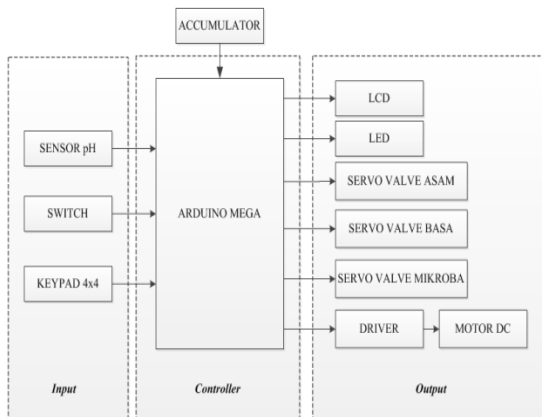 ACCUMULATOR
SENSOR pH
SWITCH
KEYPAD 4x4
Input
ARDUINO MEGA
Controller
LCD
LED
SERVO VALVE ASAM
SERVO VALVE BASA
SERVO VALVE MIKROBA
DRIVER
MOTOR DC
Output